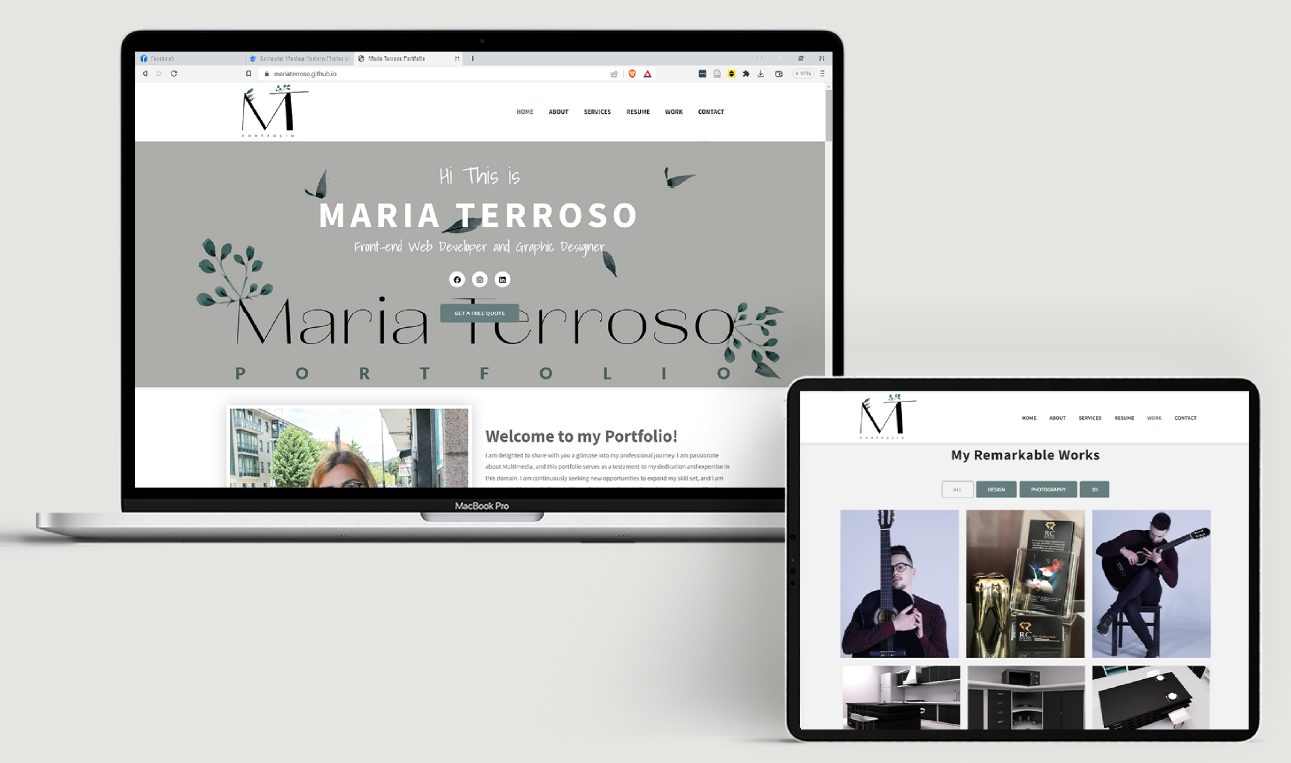 Facebook
Maria Terroso Portfolio
mariaterroso.github.io
VPN
MT
PORTFOLIO
HOME ABOUT SERVICES RESUME WORK CONTACT
Hi This is
MARIA TERROSO
Front-end Web Developer and Graphic Designer
GET A FREE QUOTE
Maria Terroso
PORTFOLIO
Welcome to my Portfolio!
I am delighted to share with you a glimpse into my professional journey. I am passionate
about Multimedia, and this portfolio serves as a testament to my dedication and expertise in
this domain. I am continuously seeking new opportunities to expand my skill set, and I am
MacBook Pro
MT
PORTFOLIO
HOME ABOUT SERVICES RESUME WORK CONTACT
My Remarkable Works
ALL DESIGN PHOTOGRAPHY 3D
RC
RC